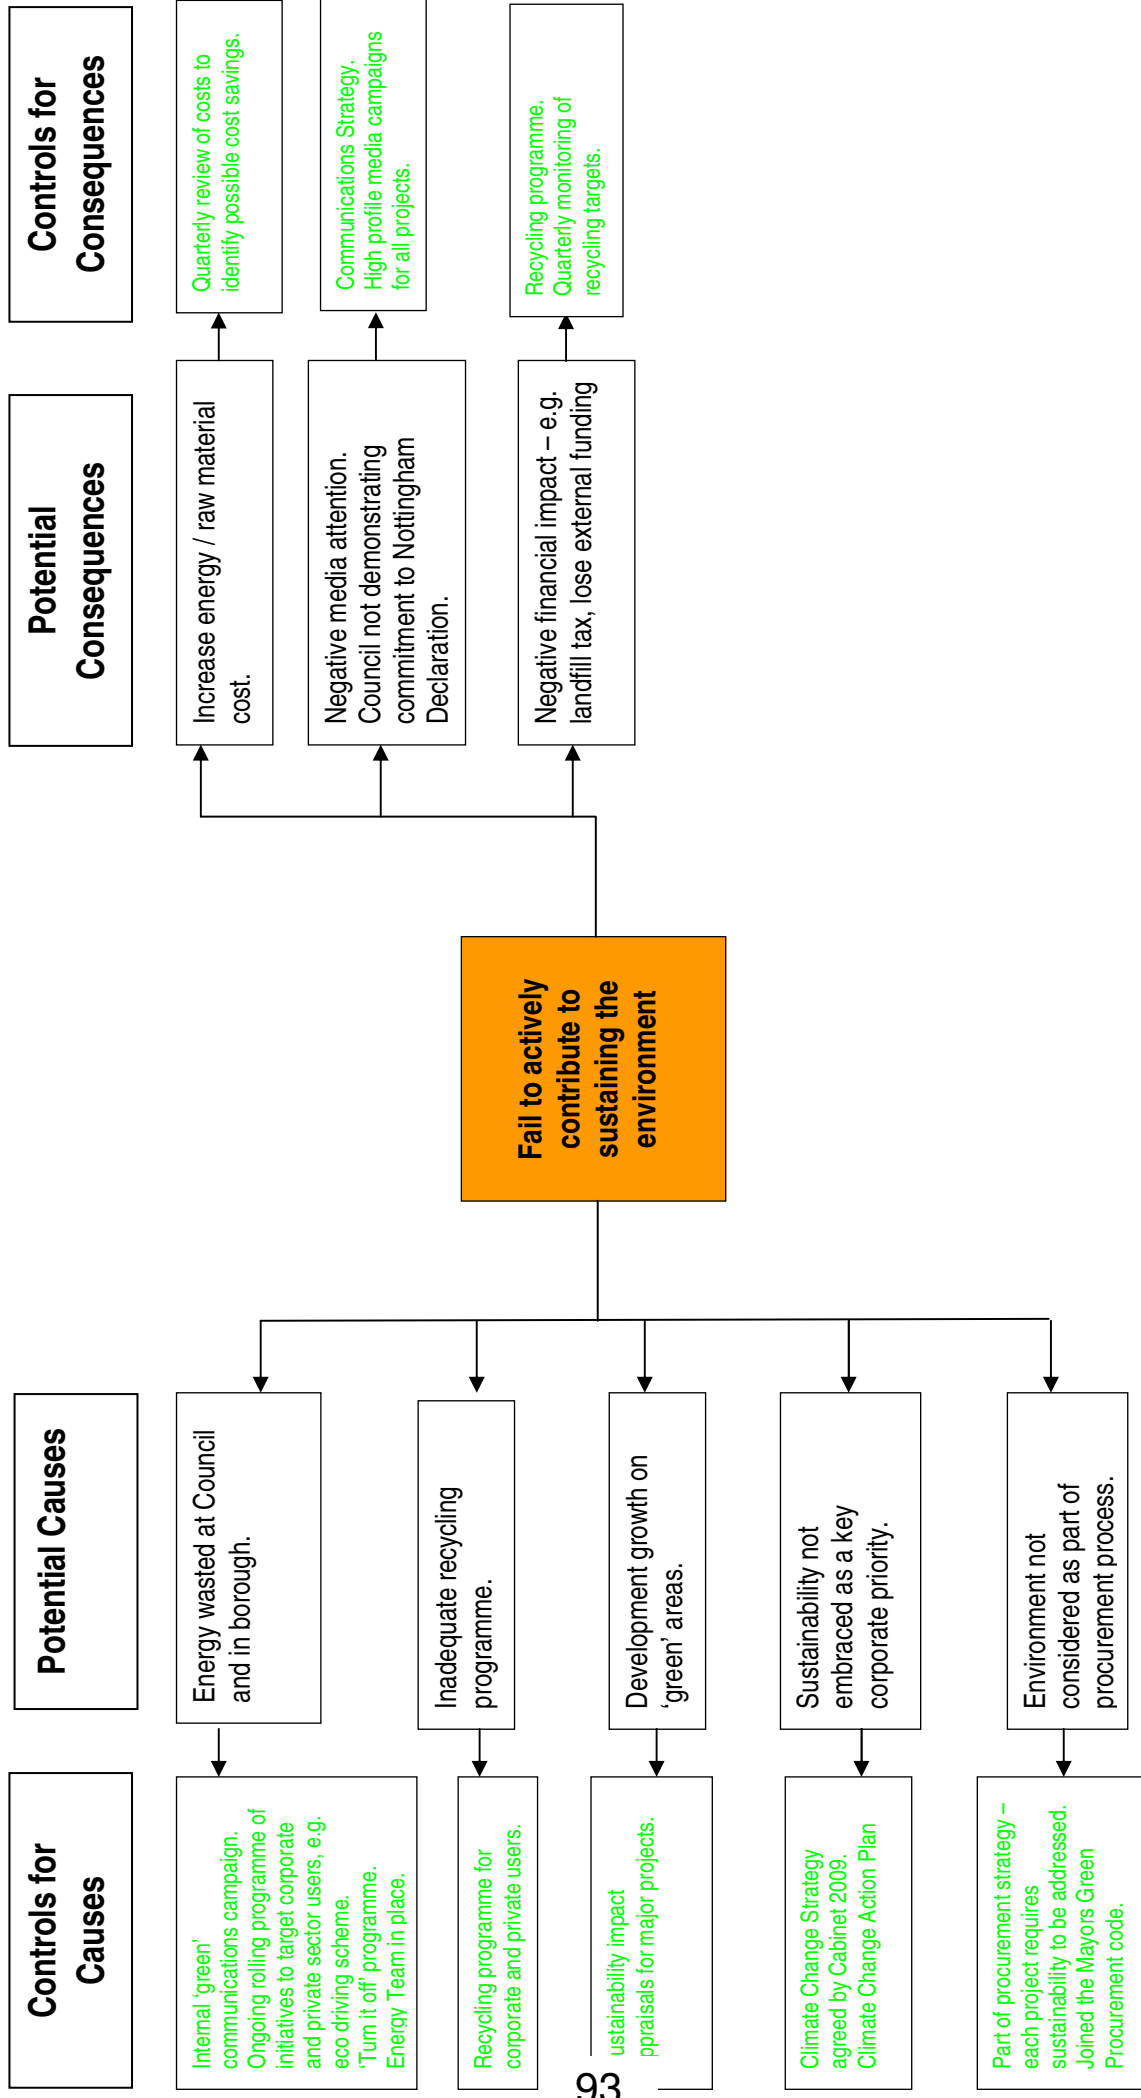 Controls for
Causes
Potential Causes
Potential
Consequences
Controls for
Consequences
Internal ‘green’
communications campaign.
Ongoing rolling programme of
initiatives to target corporate
and private sector users, e.g.
eco driving scheme.
‘Turn it off’ programme.
Energy Team in place.
Energy wasted at Council
and in borough.
Increase energy / raw material
cost.
Quarterly review of costs to
identify possible cost savings.
Recycling programme for
corporate and private users.
Inadequate recycling
programme.
Negative media attention.
Council not demonstrating
commitment to Nottingham
Declaration.
Communications Strategy.
High profile media campaigns
for all projects.
Fail to actively
contribute to
sustaining the
environment
ustainability impact
ppraisals for major projects.
Development growth on
‘green’ areas.
Negative financial impact – e.g.
landfill tax, lose external funding
Recycling programme.
Quarterly monitoring of
recycling targets.
Climate Change Strategy
agreed by Cabinet 2009.
Climate Change Action Plan
Sustainability not
embraced as a key
corporate priority.
Part of procurement strategy –
each project requires
sustainability to be addressed.
Joined the Mayors Green
Procurement code.
Environment not
considered as part of
procurement process.
93